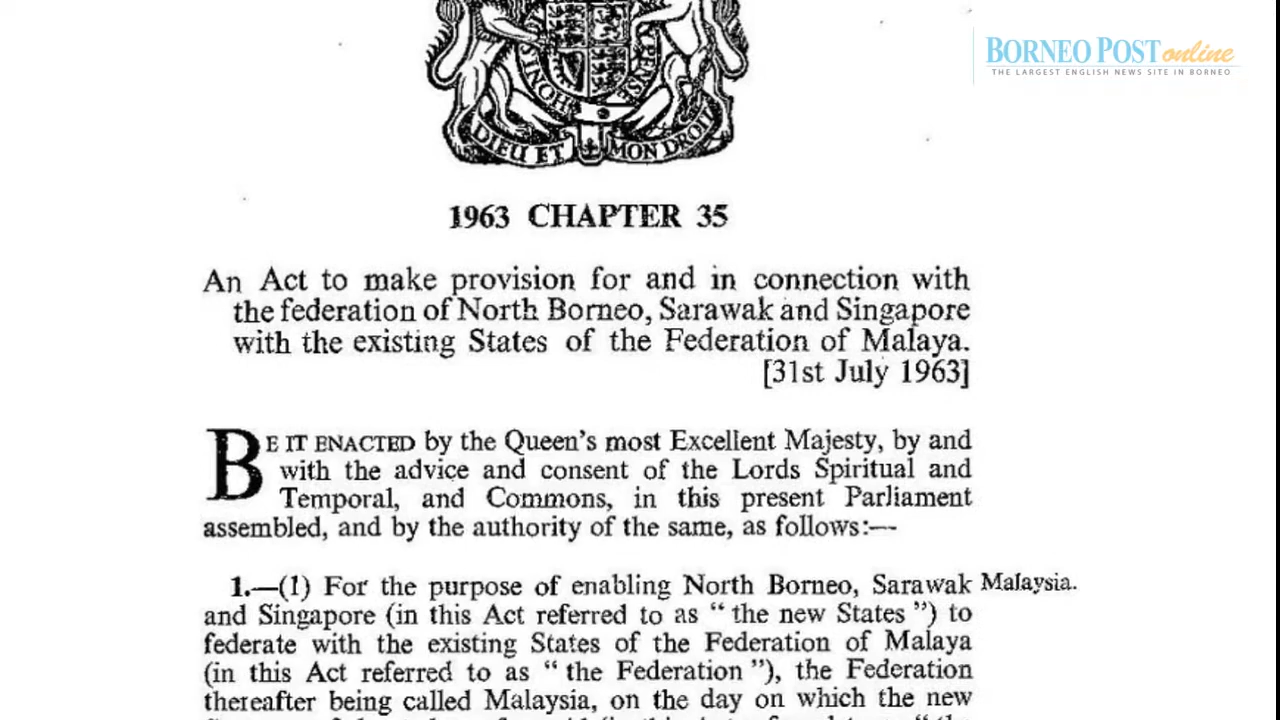 BORNEO POST online
THE LARGEST ENGLISH NEWS SITE IN BORNEO
HONI SOIT PENSE
DIEU ET MON DROIT
1963 CHAPTER 35
An Act to make provision for and in connection with
the federation of North Borneo, Sarawak and Singapore
with the existing States of the Federation of Malaya.
[31st July 1963]
BE IT ENACTED by the Queen's most Excellent Majesty, by and
with the advice and consent of the Lords Spiritual and
Temporal, and Commons, in this present Parliament
assembled, and by the authority of the same, as follows:—
1.—(1) For the purpose of enabling North Borneo, Sarawak Malaysia.
and Singapore (in this Act referred to as “ the new States ”) to
federate with the existing States of the Federation of Malaya
(in this Act referred to as “ the Federation ”), the Federation
thereafter being called Malaysia, on the day on which the new